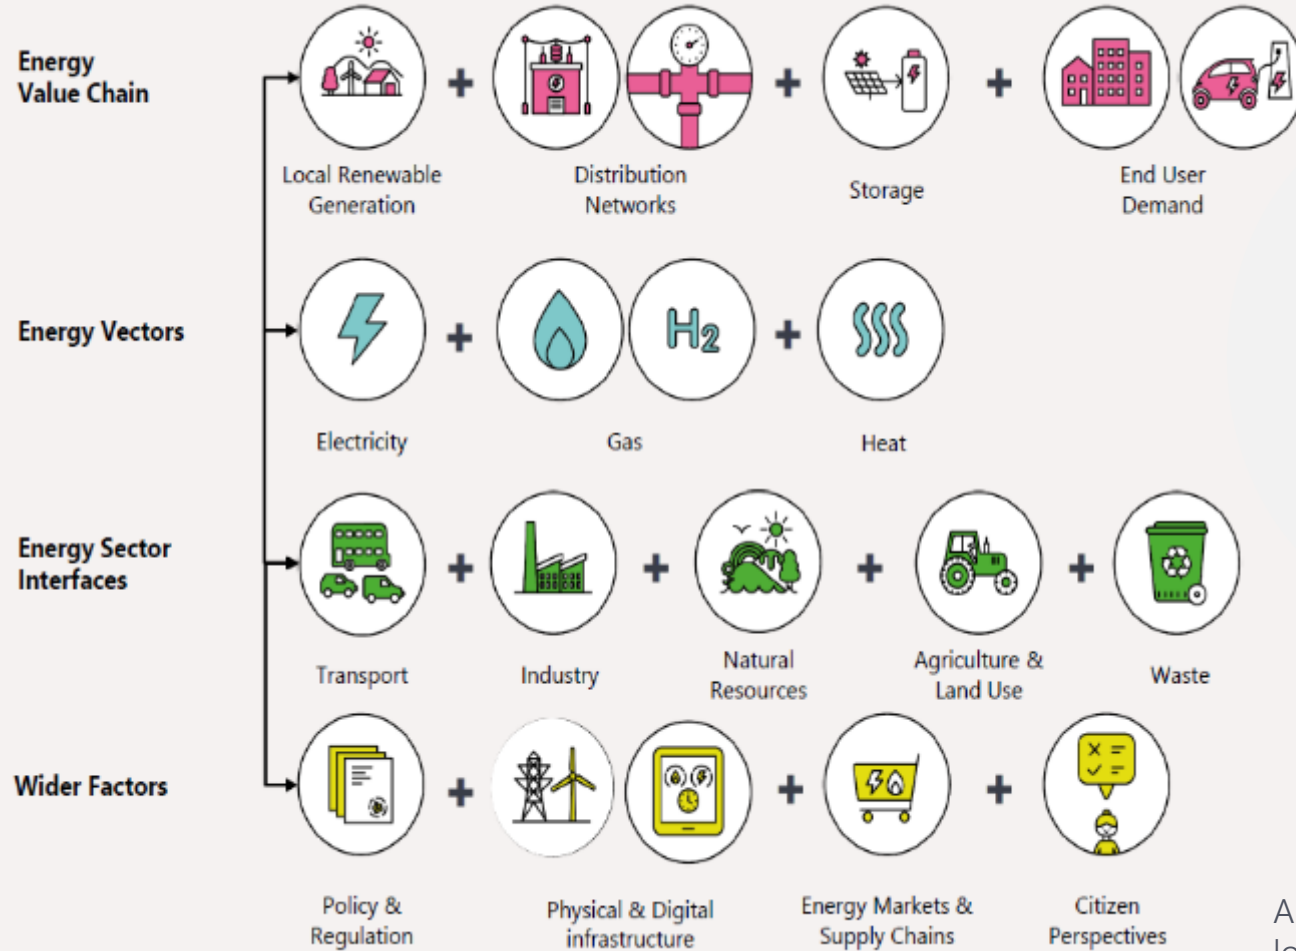 Energy
Value Chain
Local Renewable
Generation
Distribution
Networks
Storage
End User
Demand
Energy Vectors
H2
Electricity
Gas
Heat
Energy Sector
Interfaces
Transport
Industry
Natural
Resources
Agriculture &
Land Use
Waste
Wider Factors
Policy &
Regulation
Physical & Digital
infrastructure
Energy Markets &
Supply Chains
Citizen
Perspectives